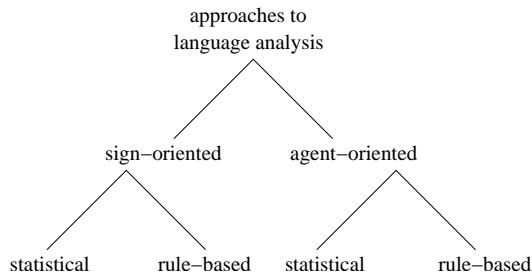 approaches to
language analysis
sign−oriented agent−oriented
statistical rule−based statistical rule−based